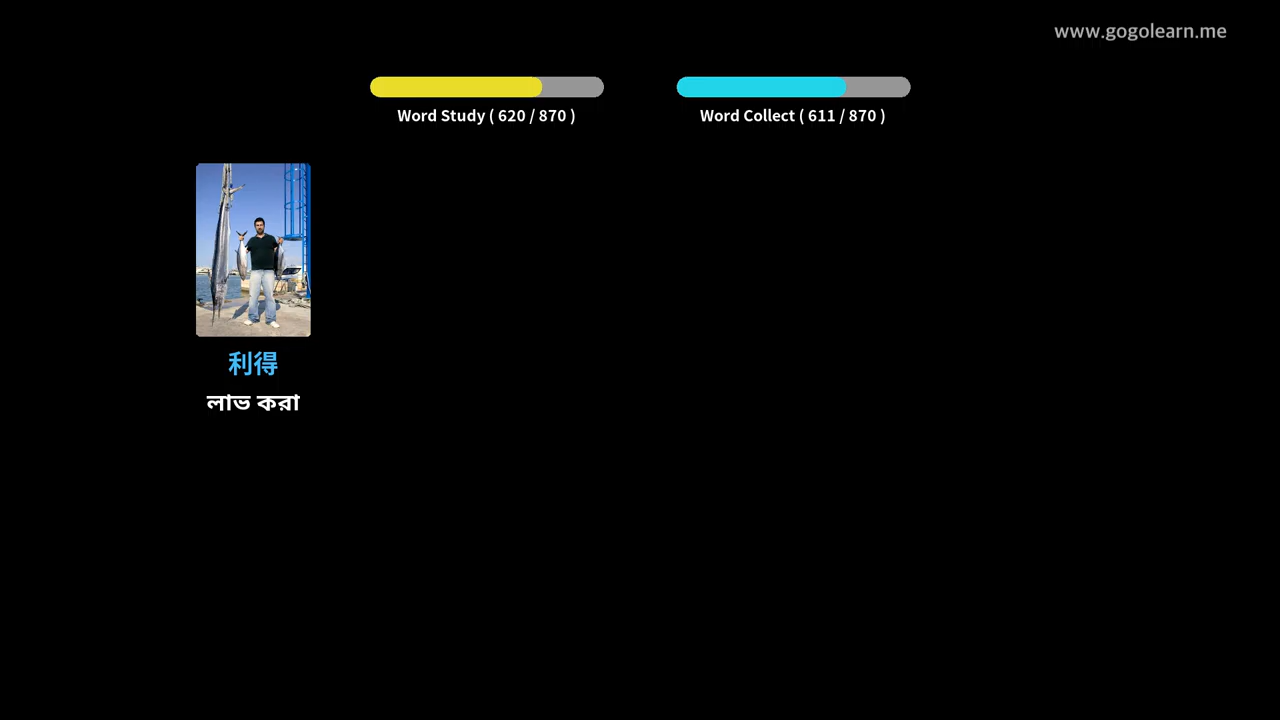 www.gogolearn.me
Word Study ( 620 / 870 )
Word Collect ( 611 / 870 )
利得
লাভ করা